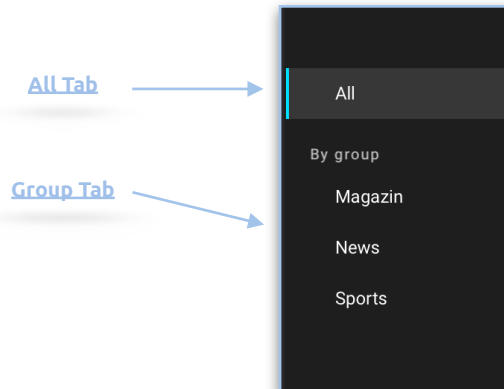 All Tab
All
By group
Group Tab
Magazin
News
Sports